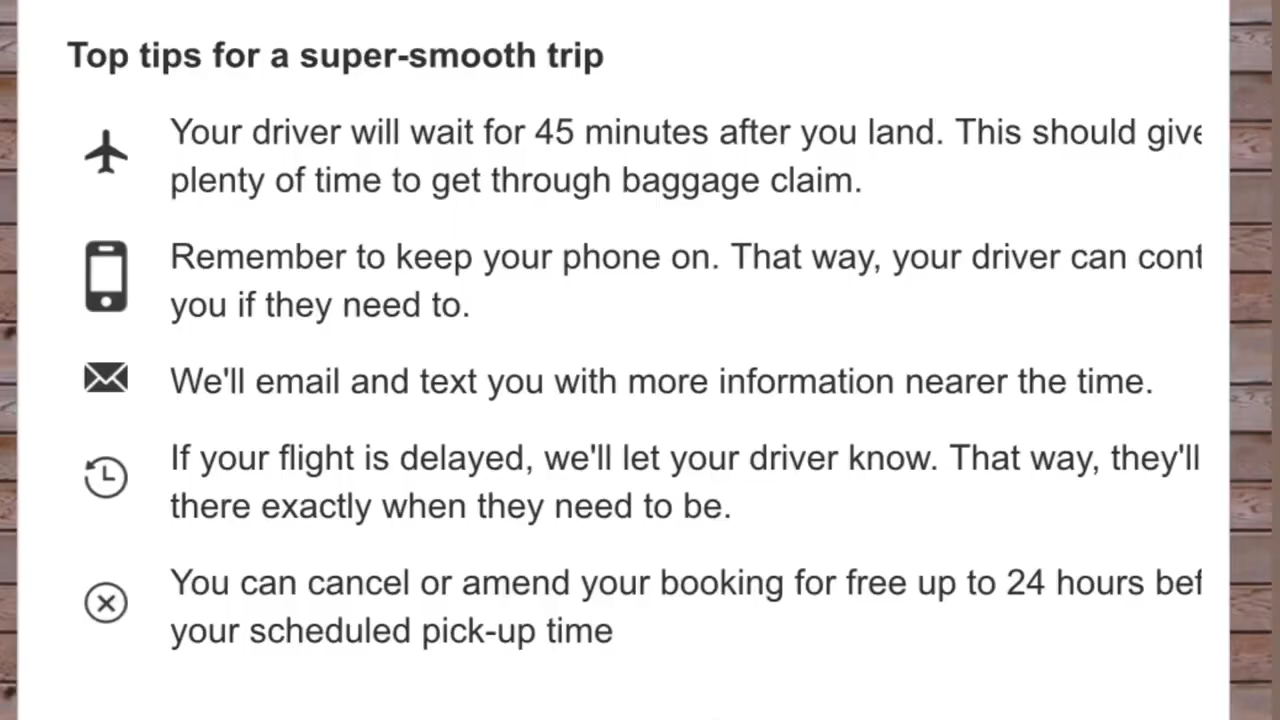 Top tips for a super-smooth trip
Your driver will wait for 45 minutes after you land. This should give
plenty of time to get through baggage claim.
Remember to keep your phone on. That way, your driver can cont
you if they need to.
We'll email and text you with more information nearer the time.
If your flight is delayed, we'll let your driver know. That way, they'll
there exactly when they need to be.
You can cancel or amend your booking for free up to 24 hours bef
your scheduled pick-up time